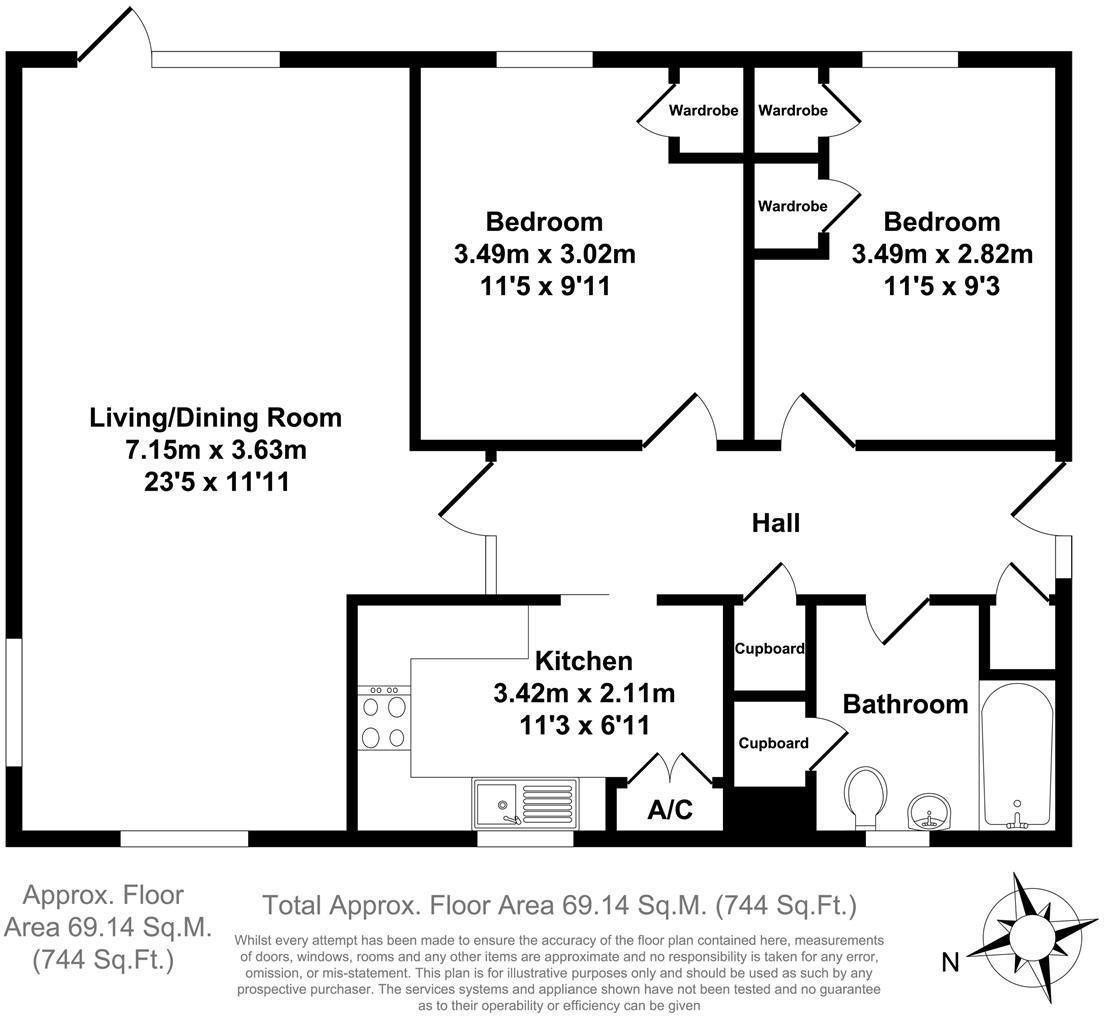 Wardrobe
Wardrobe
Wardrobe
Bedroom
3.49m x 3.02m
11'5 x 9'11
Bedroom
3.49m x 2.82m
11'5 x 9'3
Living/Dining Room
7.15m x 3.63m
23'5 x 11'11
Hall
Kitchen
3.42m x 2.11m
11'3 x 6'11
Cupboard
Cupboard
Bathroom
A/C
Approx. Floor
Area 69.14 Sq.M.
(744 Sq.Ft.)
Total Approx. Floor Area 69.14 Sq.M. (744 Sq.Ft.)
Whilst every attempt has been made to ensure the accuracy of the floor plan contained here, measurements
of doors, windows, rooms and any other items are approximate and no responsibility is taken for any error,
omission, or mis-statement. This plan is for illustrative purposes only and should be used as such by any
prospective purchaser. The services systems and appliance shown have not been tested and no guarantee
as to their operability or efficiency can be given
N